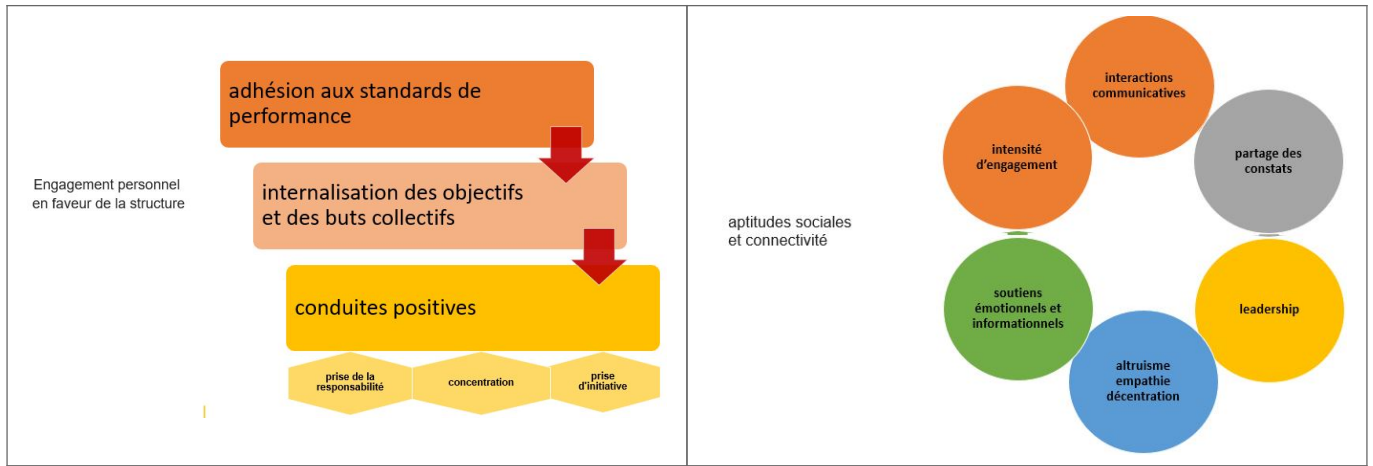 adhésion aux standards de
performance
Engagement personnel
en faveur de la structure
internalisation des objectifs
et des buts collectifs
conduites positives
prise de la
responsabilité
concentration
prise
d'initiative
aptitudes sociales
et connectivité
interactions
communicatives
partage des
constats
leadership
altruisme
empathie
décentration
soutiens
émotionnels et
informationnels
intensité
d'engagement